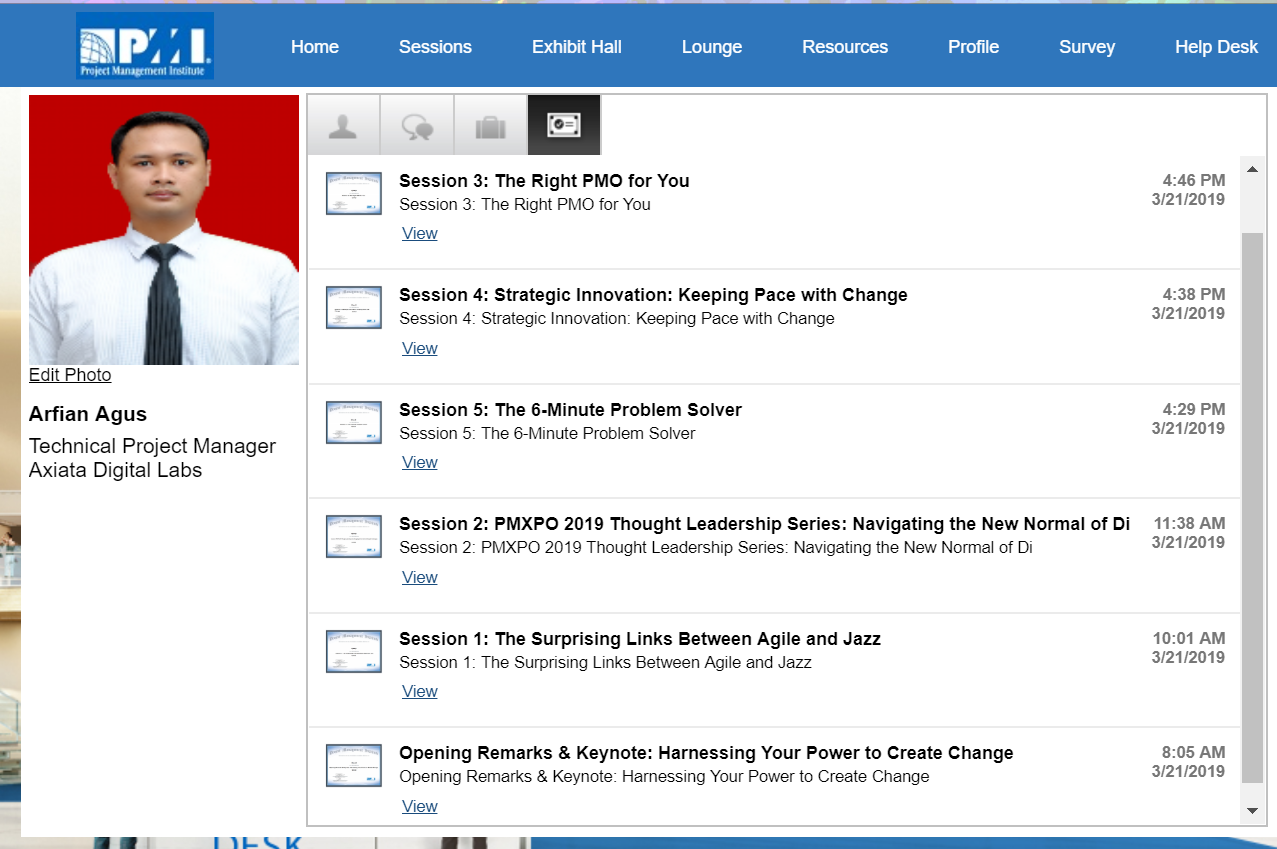 PMI
Project Management Institute
Home
Sessions
Exhibit Hall
Lounge
Resources
Profile
Survey
Help Desk
Edit Photo
Arfian Agus
Technical Project Manager
Axiata Digital Labs
Session 3: The Right PMO for You
4:46 PM
Session 3: The Right PMO for You
3/21/2019
View
Session 4: Strategic Innovation: Keeping Pace with Change
4:38 PM
Session 4: Strategic Innovation: Keeping Pace with Change
3/21/2019
View
Session 5: The 6-Minute Problem Solver
4:29 PM
Session 5: The 6-Minute Problem Solver
3/21/2019
View
Session 2: PMXPO 2019 Thought Leadership Series: Navigating the New Normal of Di
11:38 AM
Session 2: PMXPO 2019 Thought Leadership Series: Navigating the New Normal of Di
3/21/2019
View
Session 1: The Surprising Links Between Agile and Jazz
10:01 AM
Session 1: The Surprising Links Between Agile and Jazz
3/21/2019
View
Opening Remarks & Keynote: Harnessing Your Power to Create Change
8:05 AM
Opening Remarks & Keynote: Harnessing Your Power to Create Change
3/21/2019
View
DESK